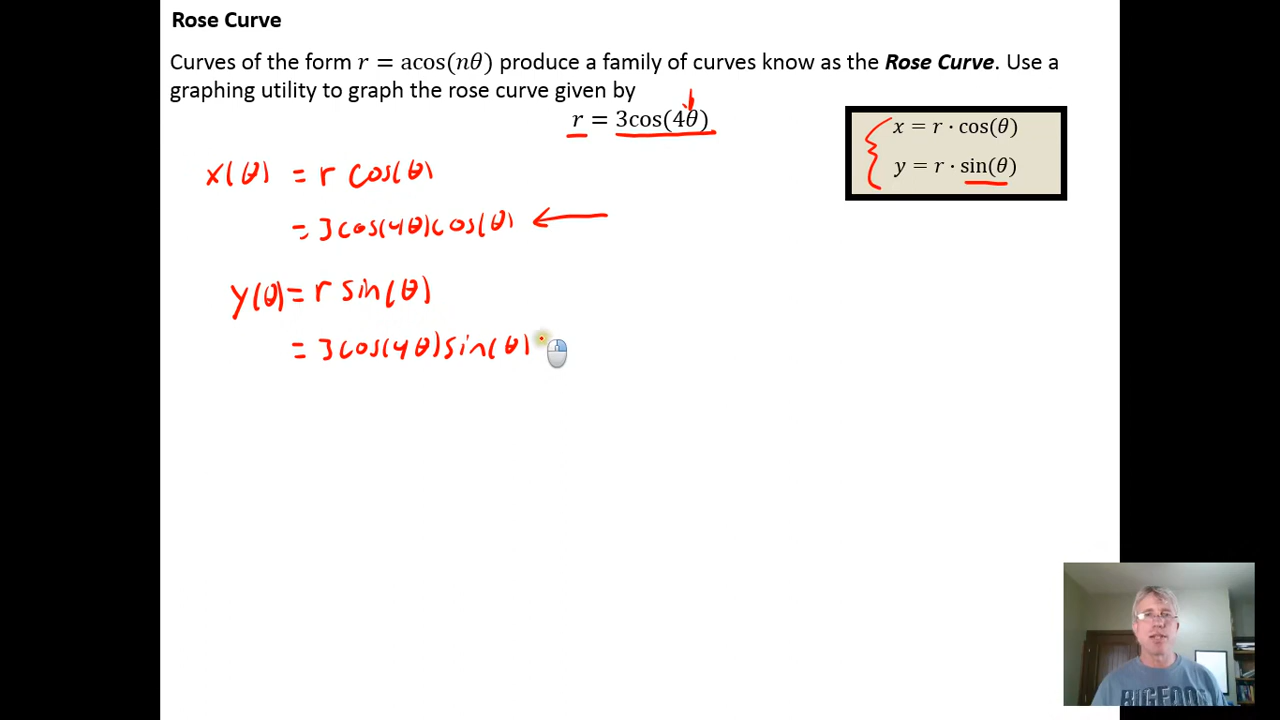 Rose Curve
Curves of the form r = acos(nθ) produce a family of curves know as the Rose Curve. Use a
graphing utility to graph the rose curve given by
r = 3cos(4θ)
x = r · cos(θ)
y = r · sin(θ)
x(θ) = r cos(θ)
= 3cos(4θ)cos(θ)
y(θ) = r sin(θ)
= 3cos(4θ)sin(θ)